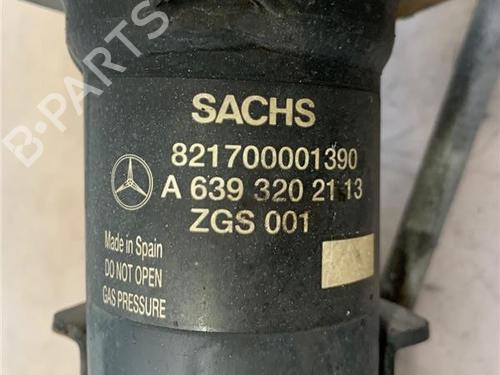 B-PARTS
SACHS
821700001390
A 639 320 21 13
ZGS 001
Made in Spain
DO NOT OPEN
GAS PRESSURE